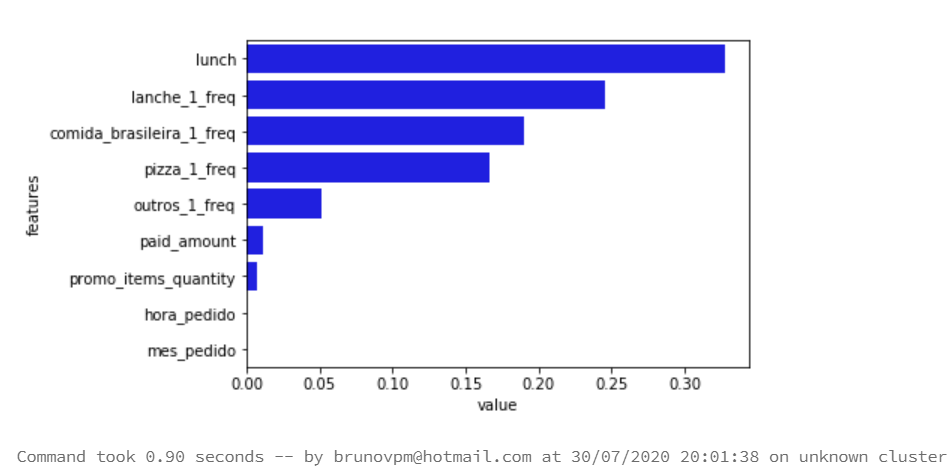 lunch
lanche_1_freq
comida_brasileira_1_freq
pizza_1_freq
outros_1_freq
paid_amount
promo_items_quantity
hora_pedido
mes_pedido
features
0.00 0.05 0.10 0.15 0.20 0.25 0.30
value
Command took 0.90 seconds -- by brunovpm@hotmail.com at 30/07/2020 20:01:38 on unknown cluster